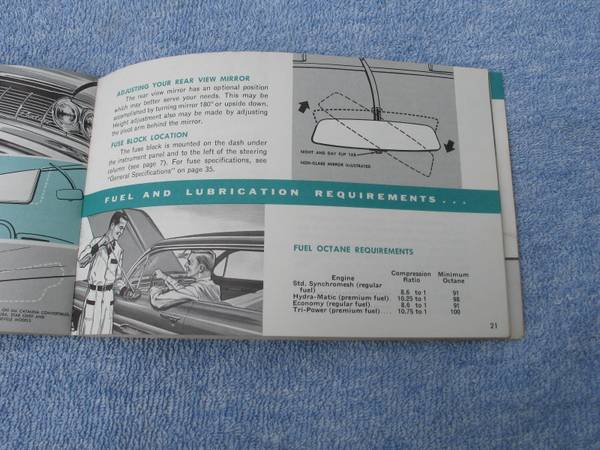 ADJUSTING YOUR REAR VIEW MIRROR
The rear view mirror has an optional position
which may better serve your needs. This may be
accomplished by turning mirror 180° or upside down.
Height adjustment also may be made by adjusting
the pivot arm behind the mirror.
FUSE BLOCK LOCATION
The fuse block is mounted on the dash under
the instrument panel and to the left of the steering
column (see page 7). For fuse specifications, see
"General Specifications" on page 35.
NIGHT AND DAY FLIP TAB
NON-GLARE MIRROR ILLUSTRATED
FUEL AND LUBRICATION REQUIREMENTS...
FUEL OCTANE REQUIREMENTS
Engine Compression Ratio Minimum Octane
Std. Synchromesh (regular
fuel) 8.6 to 1 91
Hydra-Matic (premium fuel). 10.25 to 1 98
Economy (regular fuel).... 8.6 to 1 91
Tri-Power (premium fuel).... 10.75 to 1 100
21
ON CATALINA CONVERTIBLES,
STAR CHIEF AND
MODELS